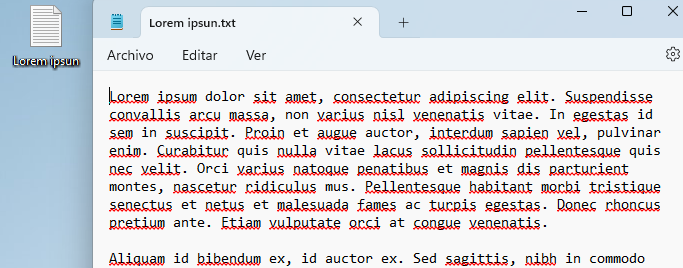 Lorem ipsun.txt
Lorem ipsun
Archivo Editar Ver
Lorem ipsum dolor sit amet, consectetur adipiscing elit. Suspendisse
convallis arcu massa, non varius nisl venenatis vitae. In egestas id
sem in suscipit. Proin et augue auctor, interdum sapien vel, pulvinar
enim. Curabitur quis nulla vitae lacus sollicitudin pellentesque quis
nec velit. Orci varius natoque penatibus et magnis dis parturient
montes, nascetur ridiculus mus. Pellentesque habitant morbi tristique
senectus et netus et malesuada fames ac turpis egestas. Donec rhoncus
pretium ante. Etiam vulputate orci at congue venenatis.
Aliquam id bibendum ex, id auctor ex. Sed sagittis, nibh in commodo